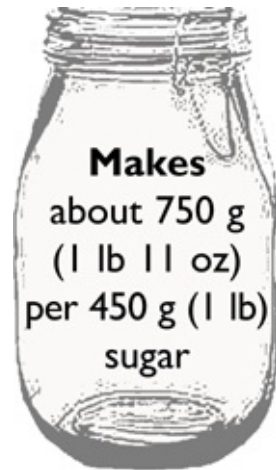 Makes
about 750 g
(1 lb 11 oz)
per 450 g (1 lb)
sugar